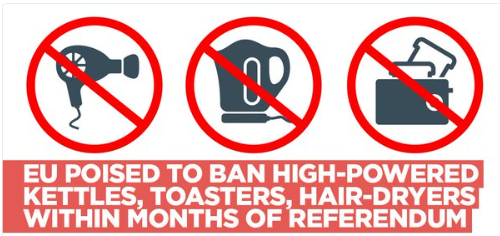 EU POISED TO BAN HIGH-POWERED
KETTLES, TOASTERS, HAIR-DRYERS
WITHIN MONTHS OF REFERENDUM